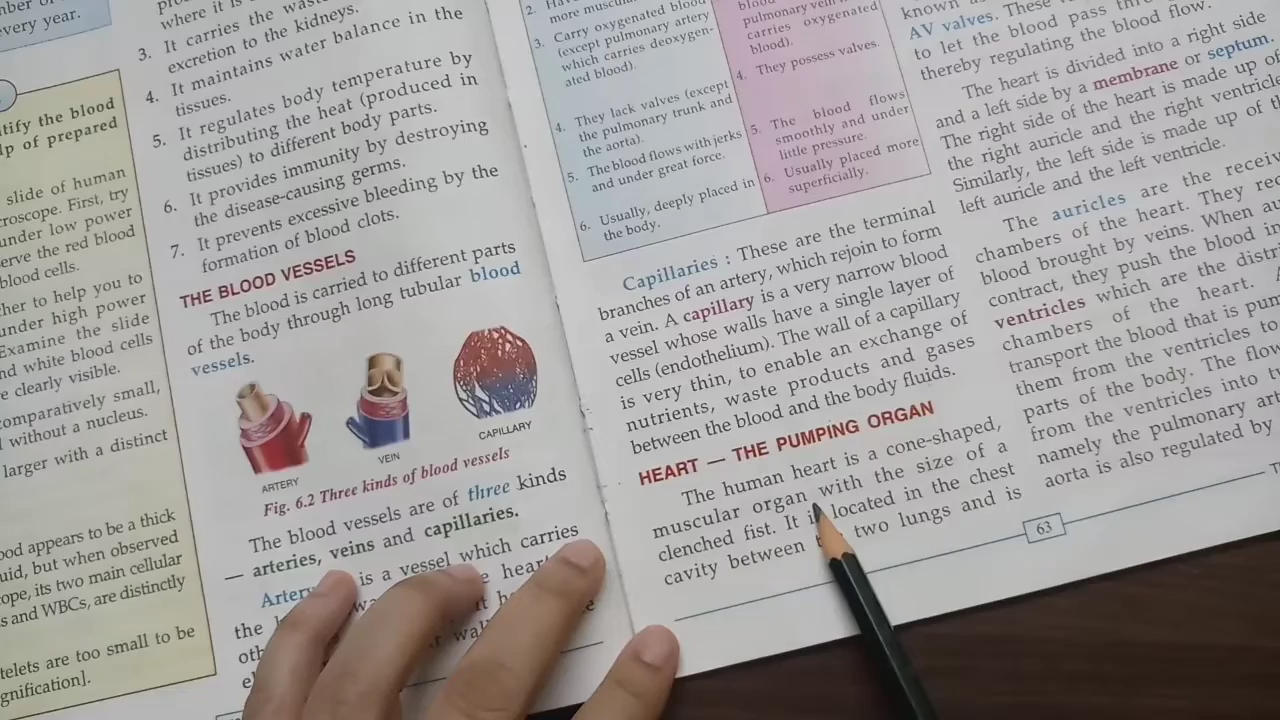 mber of
every year.
tify the blood
lp of prepared
slide of human
roscope. First, try
under low power
erve the red blood
blood cells.
her to help you to
under high power
Examine the slide
nd white blood cells
e clearly visible.
comparatively small,
without a nucleus.
larger with a distinct
ood appears to be a thick
uid, but when observed
cope, its two main cellular
s and WBCs, are distinctly
telets are too small to be
gnification].
where it is
3. It carries the
excretion to the kidneys.
4. It maintains water balance in the
tissues.
5. It regulates body temperature by
distributing the heat (produced in
tissues) to different body parts.
6. It provides immunity by destroying
the disease-causing germs.
7. It prevents excessive bleeding by the
formation of blood clots.
THE BLOOD VESSELS
The blood is carried to different parts
of the body through long tubular blood
vessels.
ARTERY
VEIN
CAPILLARY
Fig. 6.2 Three kinds of blood vessels
The blood vessels are of three kinds
— arteries, veins and capillaries.
Artery is a vessel which carries
the
2.
more
3. Carry oxygenated blood
(except pulmonary artery
which carries deoxygen-
ated blood).
4. They lack valves (except
the pulmonary trunk and
the aorta).
5. The blood flows with jerks
and under great force.
6. Usually, deeply placed in
the body.
blood
pulmonary vein
carries oxygenated
blood).
4. They possess valves.
5. The blood flows
smoothly and under
little pressure.
6. Usually placed more
superficially.
Capillaries : These are the terminal
branches of an artery, which rejoin to form
a vein. A capillary is a very narrow blood
vessel whose walls have a single layer of
cells (endothelium). The wall of a capillary
is very thin, to enable an exchange of
nutrients, waste products and gases
between the blood and the body fluids.
HEART — THE PUMPING ORGAN
The human heart is a cone-shaped,
muscular organ with the size of a
clenched fist. It is located in the chest
cavity between two lungs and is
known as
AV valves. These
to let the blood pass
thereby regulating the blood flow.
The heart is divided into a right side
and a left side by a membrane or septum.
The right side of the heart is made up of
the right auricle and the right ventricle
Similarly, the left side is made up of the
left auricle and the left ventricle.
The auricles are the
chambers of the heart. They
blood brought by veins. When
contract, they push the blood
ventricles which are the
chambers of the heart.
transport the blood that is
them from the ventricles to
parts of the body. The
from the ventricles into
namely the pulmonary
aorta is also regulated by
63